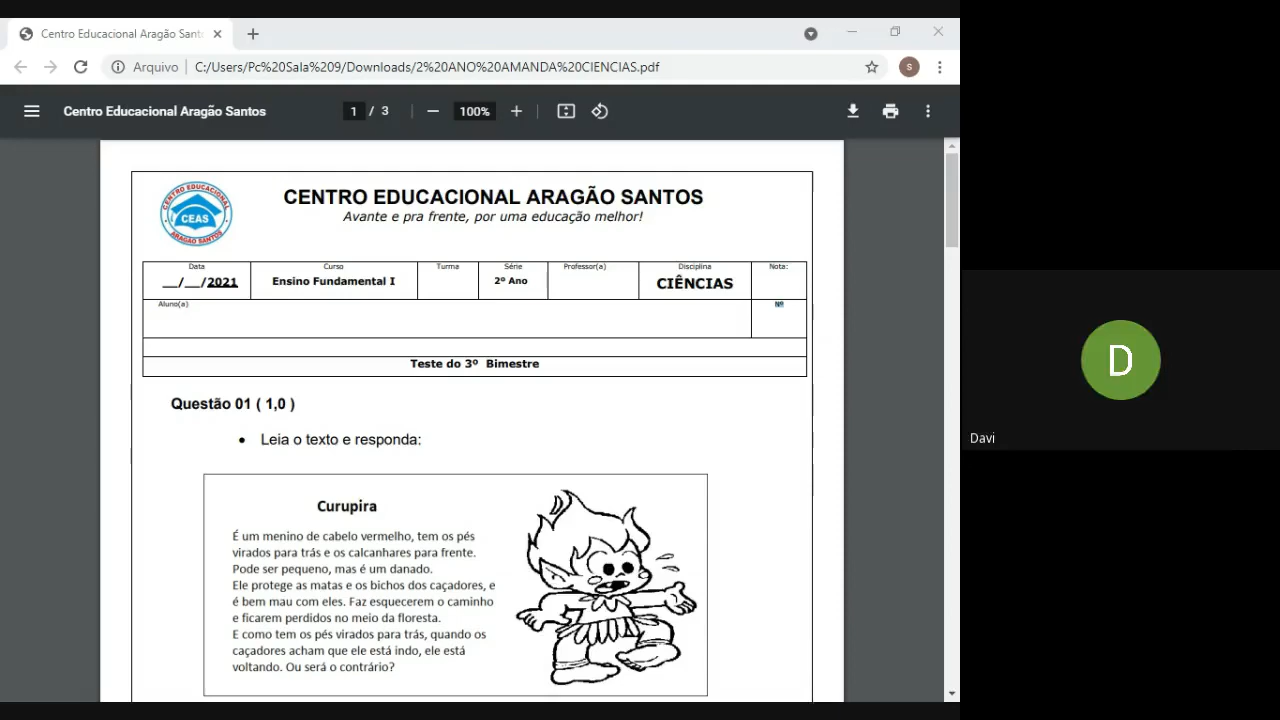 Centro Educacional Aragão Sant
Arquivo
C:/Users/Pc%20Sala%209/Downloads/2%20ANO%20AMANDA%20CIENCIAS.pdf
S
Centro Educacional Aragão Santos
1 / 3
100%
CENTRO EDUCACIONAL
CEAS
ARAGÃO SANTOS
CENTRO EDUCACIONAL ARAGÃO SANTOS
Avante e pra frente, por uma educação melhor!
Data Curso Turma Série Professor(a) Disciplina Nota:
__/__/2021 Ensino Fundamental I 2º Ano CIÊNCIAS
Aluno(a) Nº
Teste do 3º Bimestre
Questão 01 ( 1,0 )
• Leia o texto e responda:
Curupira
É um menino de cabelo vermelho, tem os pés
virados para trás e os calcanhares para frente.
Pode ser pequeno, mas é um danado.
Ele protege as matas e os bichos dos caçadores, e
é bem mau com eles. Faz esquecerem o caminho
e ficarem perdidos no meio da floresta.
E como tem os pés virados para trás, quando os
caçadores acham que ele está indo, ele está
voltando. Ou será o contrário?
D
Davi